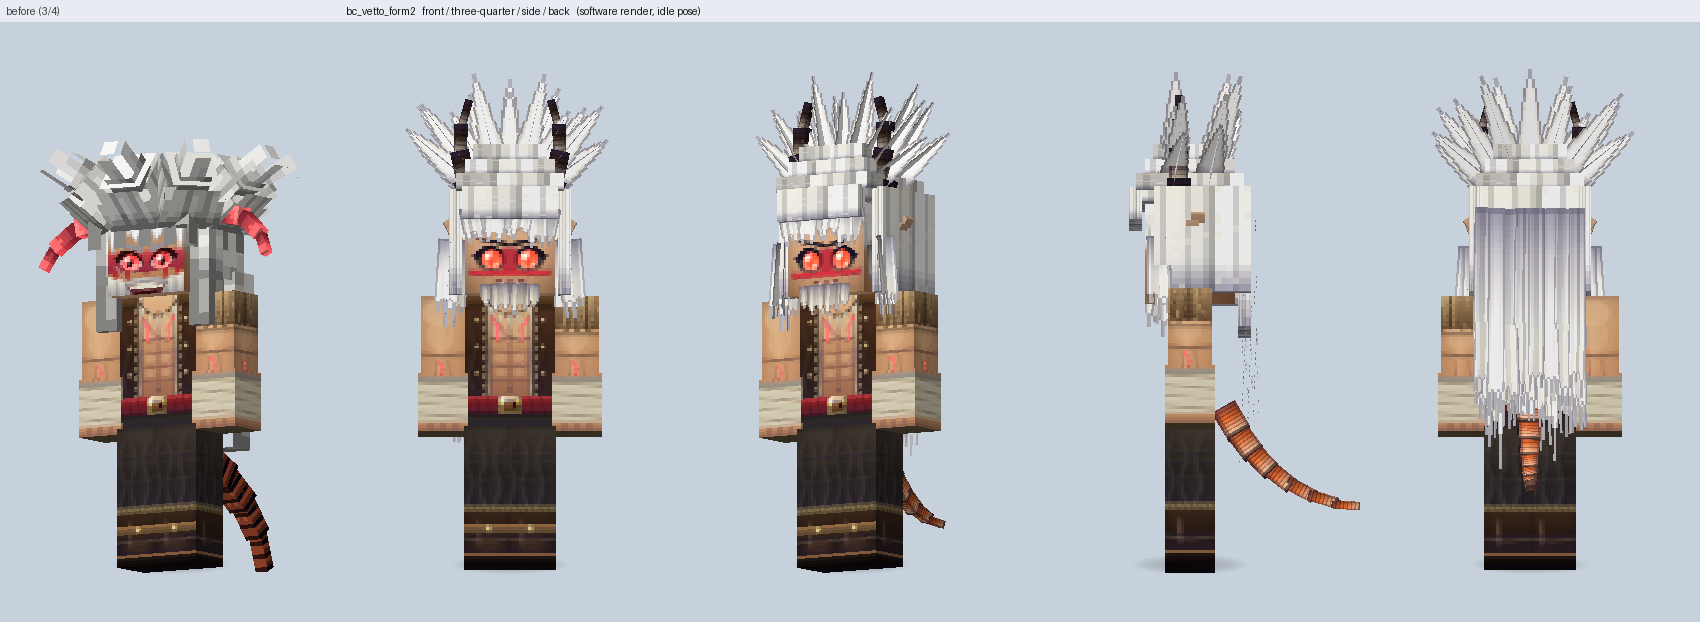 before (3/4)
bc_vetto_form2 front / three-quarter / side / back (software render, idle pose)